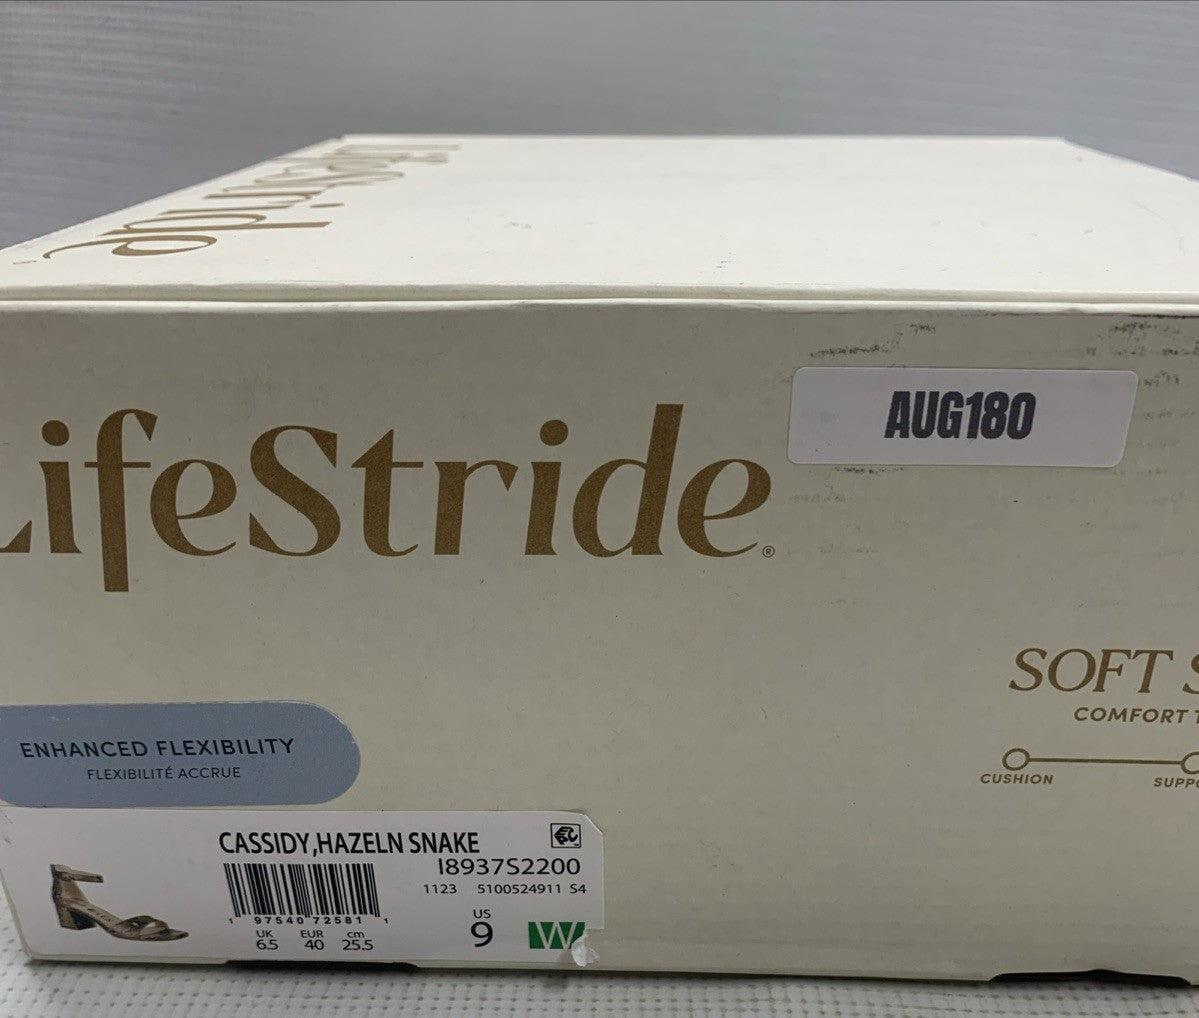 LifeStride
AUG180
LifeStride®
SOFT
COMFORT
CUSHION
ENHANCED FLEXIBILITY
FLEXIBILITÉ ACCRUE
CASSIDY,HAZELN SNAKE
I8937S2200
1123 5100524911 S4
1 97540 72581 1
UK EUR cm
6.5 40 25.5
US
9 W